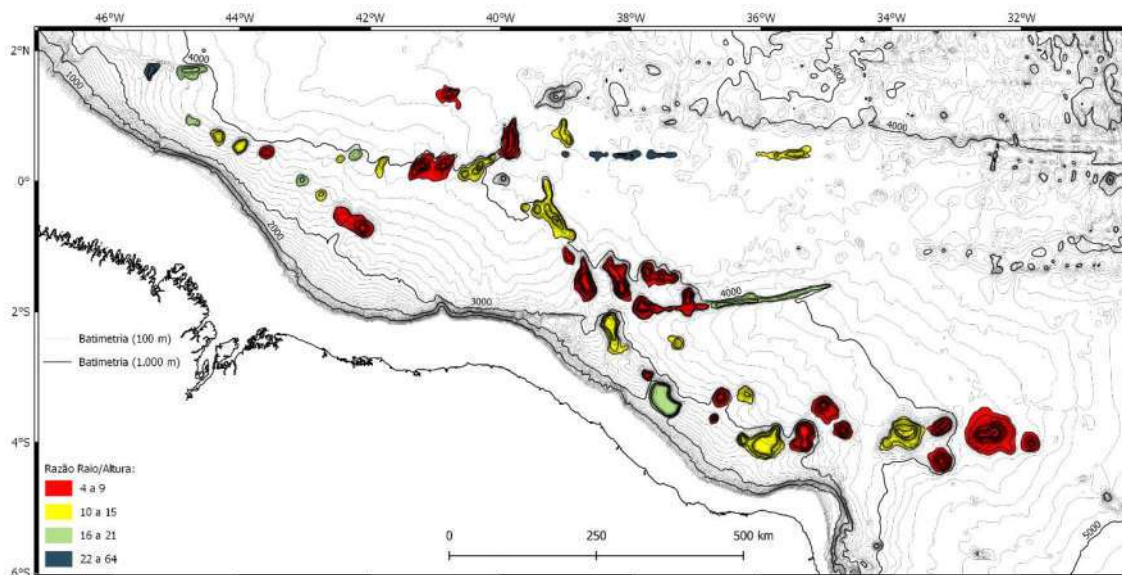 46°W 44°W 42°W 40°W 38°W 36°W 34°W 32°W
2°N
0°
2°S
4°S
6°S
1000
4000
4000
4000
2000
3000
4000
5000
Batimetria (100 m)
Batimetria (1.000 m)
Razão Raio/Altura:
4 a 9
10 a 15
16 a 21
22 a 64
0 250 500 km